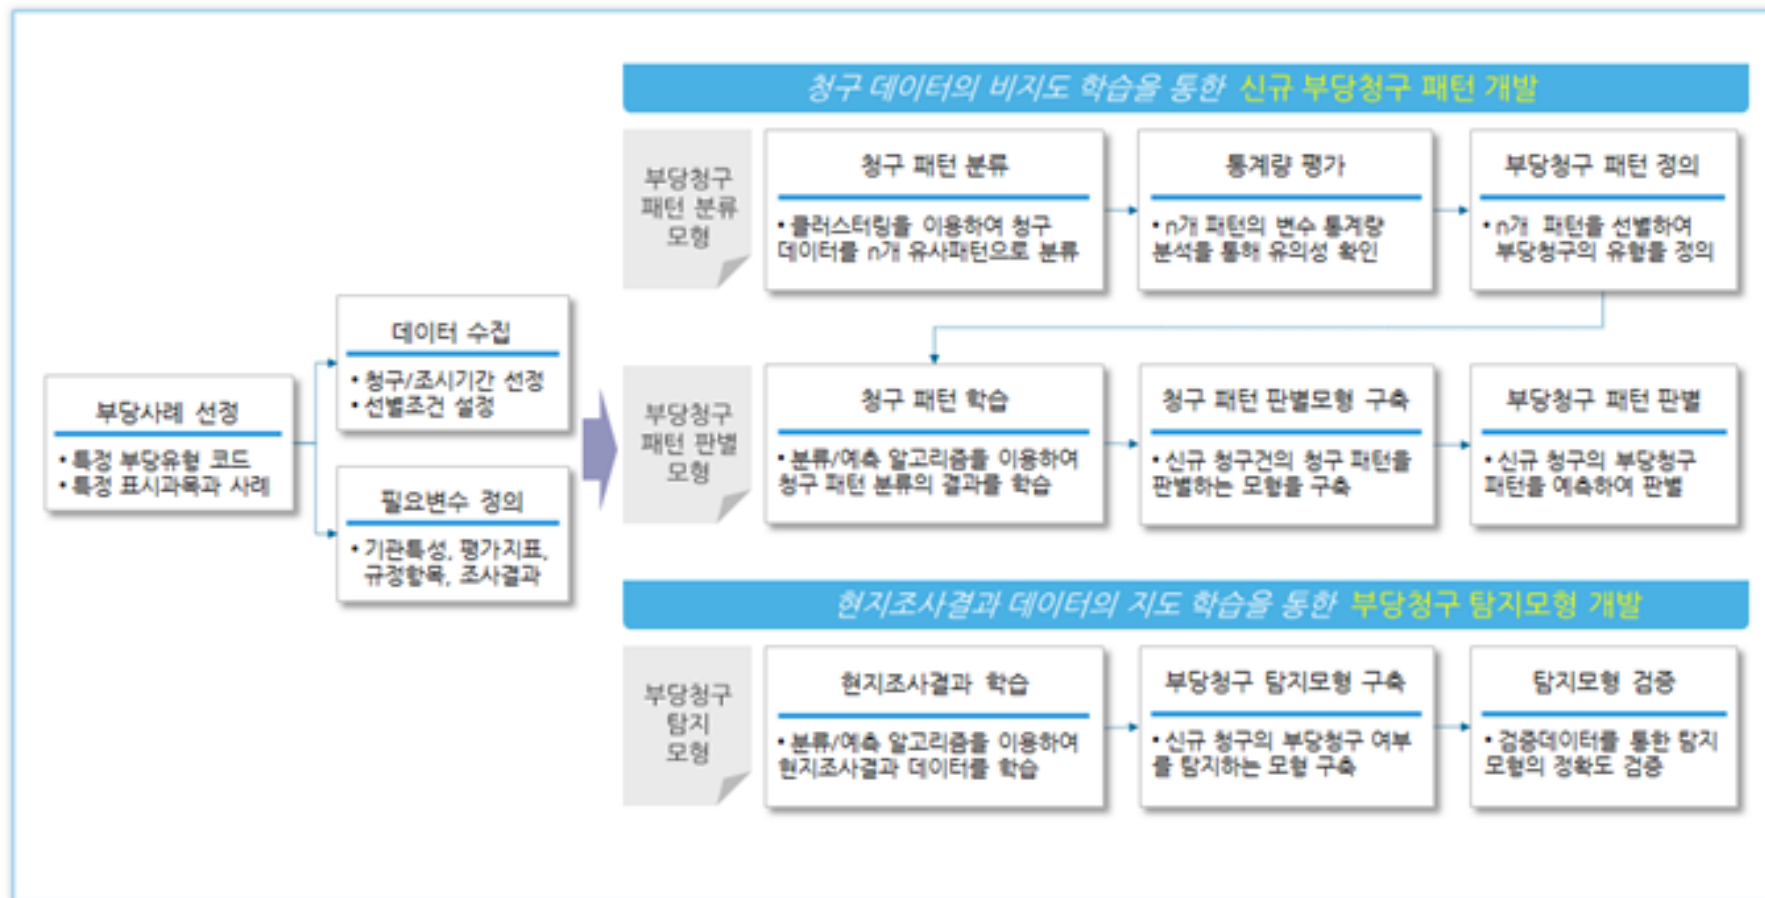 청구 데이터의 비지도 학습을 통한 신규 부당청구 패턴 개발
부당청구
패턴 분류
모형
청구 패턴 분류
• 클러스터링을 이용하여 청구
데이터를 n개 유사패턴으로 분류
통계량 평가
• n개 패턴의 변수 통계량
분석을 통해 유의성 확인
부당청구 패턴 정의
• n개 패턴을 선별하여
부당청구의 유형을 정의
부당사례 선정
• 특정 부당유형 코드
• 특정 표시과목과 사례
데이터 수집
• 청구/조시기간 선정
• 선별조건 설정
필요변수 정의
• 기관특성, 평가지표,
규정항목, 조사결과
부당청구
패턴 판별
모형
청구 패턴 학습
• 분류/예측 알고리즘을 이용하여
청구 패턴 분류의 결과를 학습
청구 패턴 판별모형 구축
• 신규 청구건의 청구 패턴을
판별하는 모형을 구축
부당청구 패턴 판별
• 신규 청구의 부당청구
패턴을 예측하여 판별
현지조사결과 데이터의 지도 학습을 통한 부당청구 탐지모형 개발
부당청구
탐지
모형
현지조사결과 학습
• 분류/예측 알고리즘을 이용하여
현지조사결과 데이터를 학습
부당청구 탐지모형 구축
• 신규 청구의 부당청구 여부
를 탐지하는 모형 구축
탐지모형 검증
• 검증데이터를 통한 탐지
모형의 정확도 검증